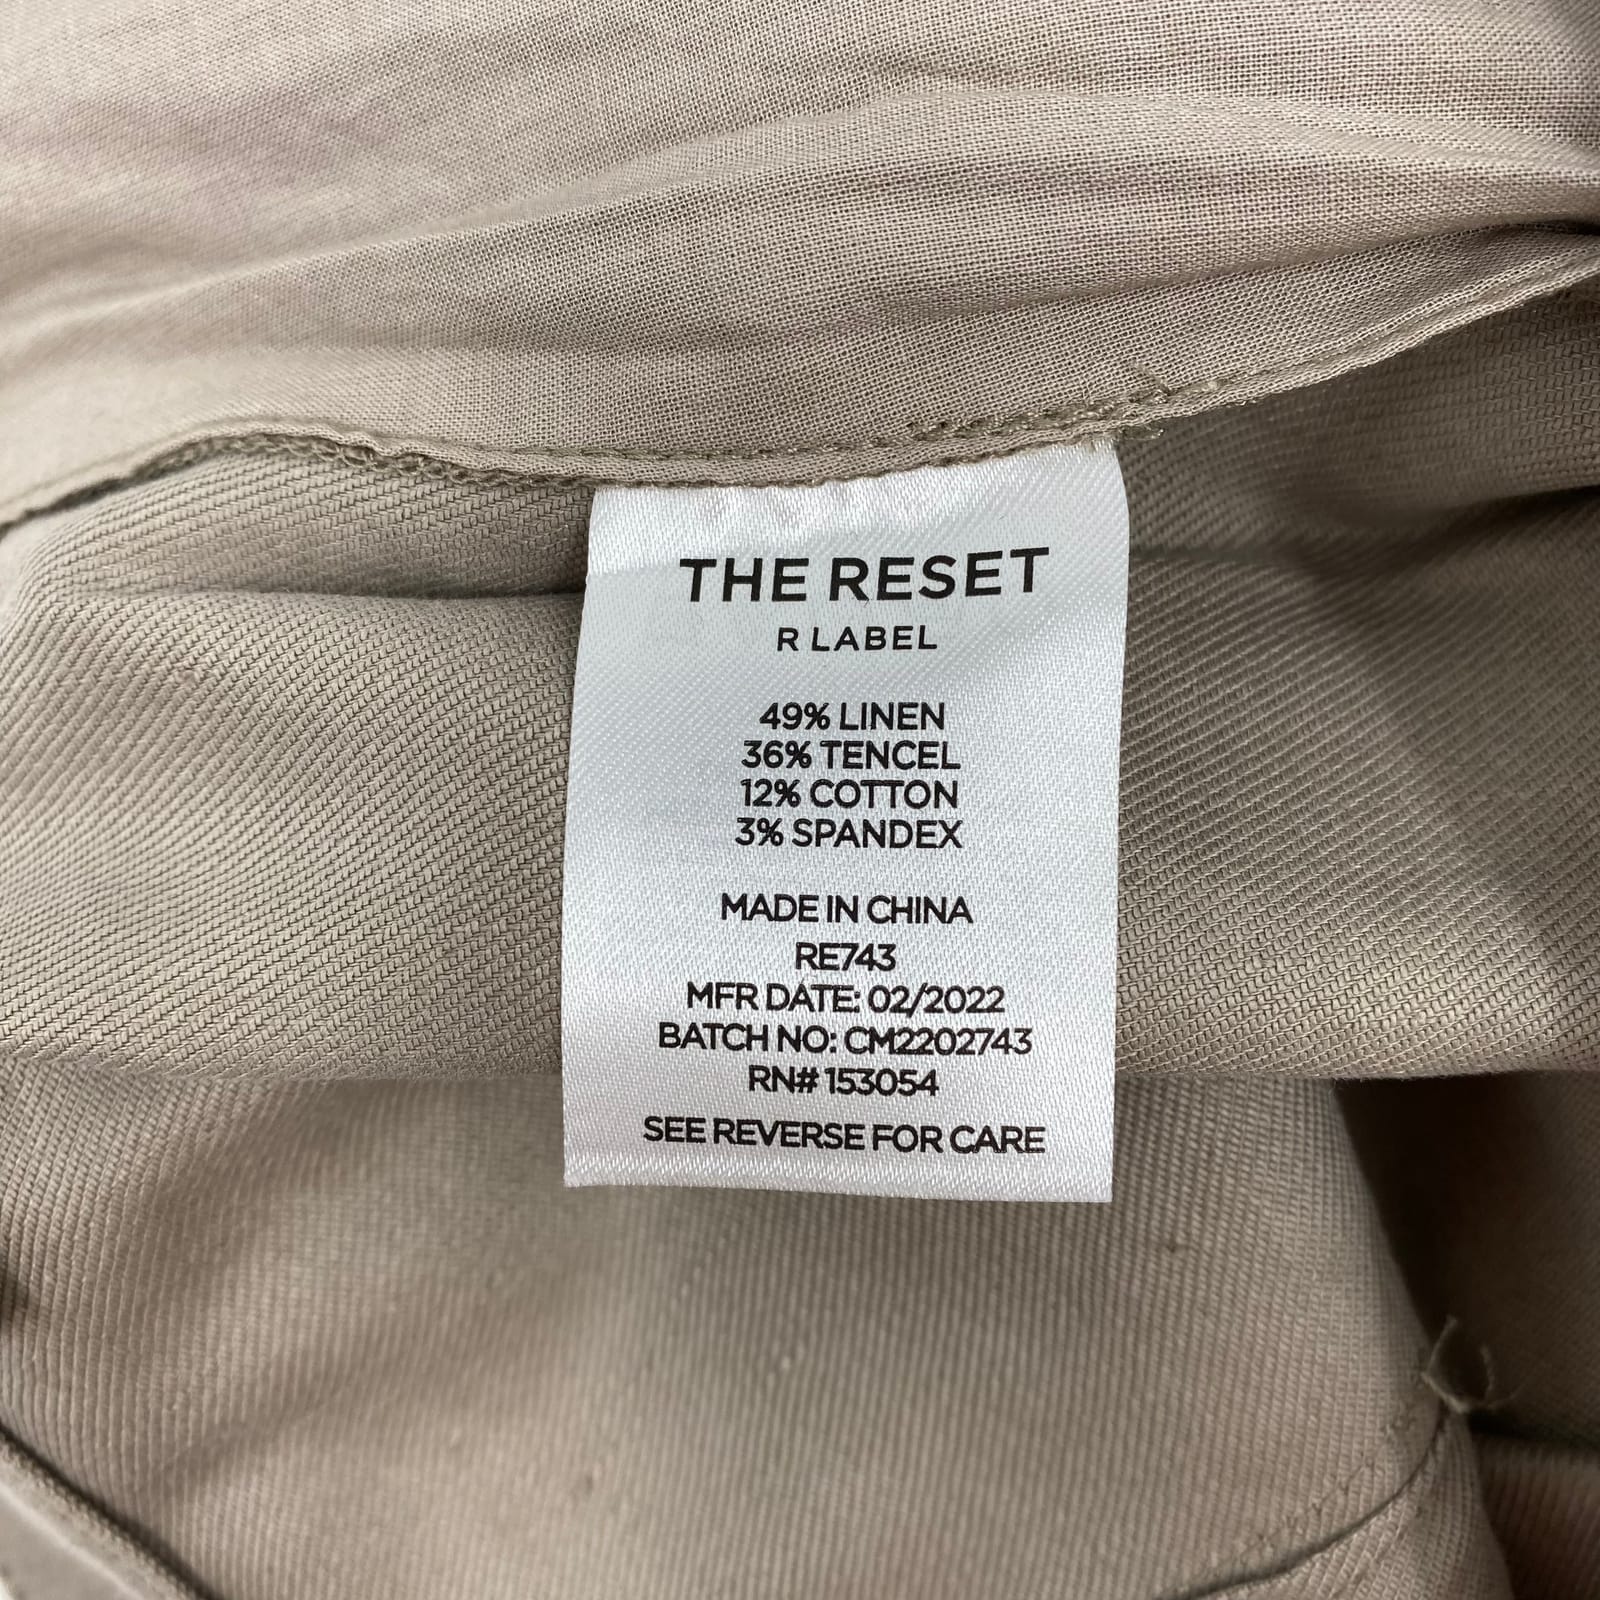 THE RESET
R LABEL
49% LINEN
36% TENCEL
12% COTTON
3% SPANDEX
MADE IN CHINA
RE743
MFR DATE: 02/2022
BATCH NO: CM2202743
RN# 153054
SEE REVERSE FOR CARE